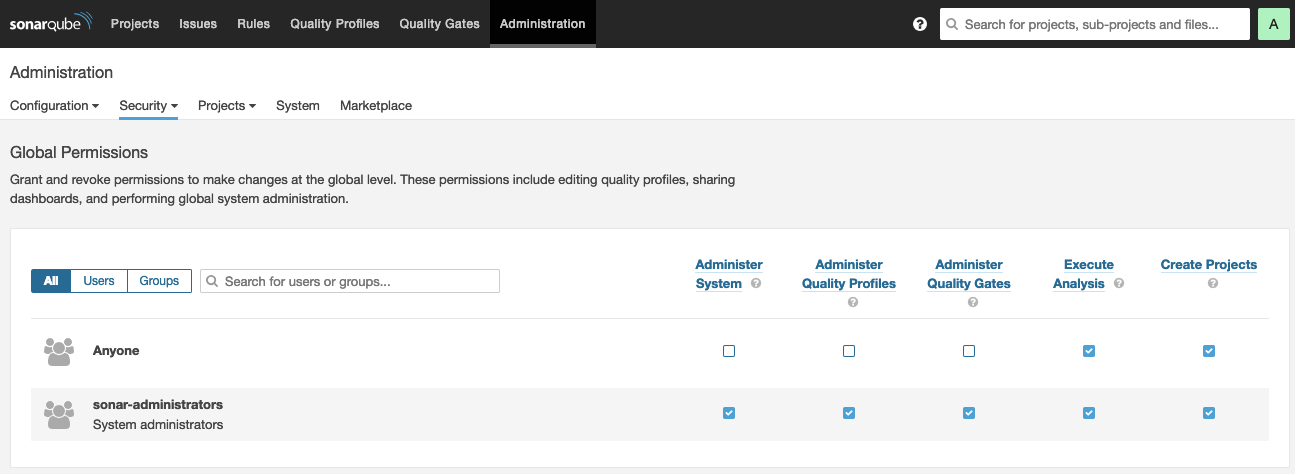 sonarqube Projects Issues Rules Quality Profiles Quality Gates Administration ? Search for projects, sub-projects and files... A
Administration
Configuration Security Projects System Marketplace
Global Permissions
Grant and revoke permissions to make changes at the global level. These permissions include editing quality profiles, sharing
dashboards, and performing global system administration.
All Users Groups Search for users or groups...
Administer
System ?
Administer
Quality Profiles
?
Administer
Quality Gates
?
Execute
Analysis ?
Create Projects
?
Anyone
sonar-administrators
System administrators